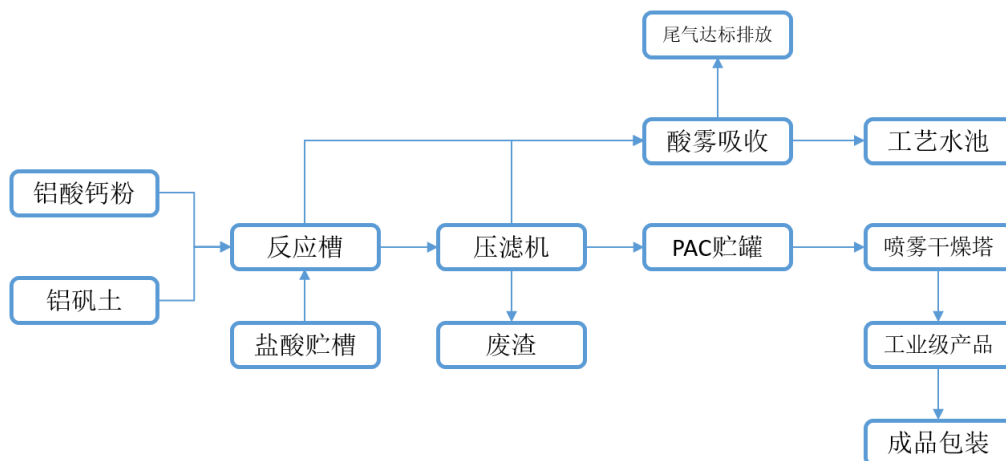 尾气达标排放
酸雾吸收
工艺水池
铝酸钙粉
反应槽
压滤机
PAC贮罐
喷雾干燥塔
铝矾土
盐酸贮槽
废渣
工业级产品
成品包装